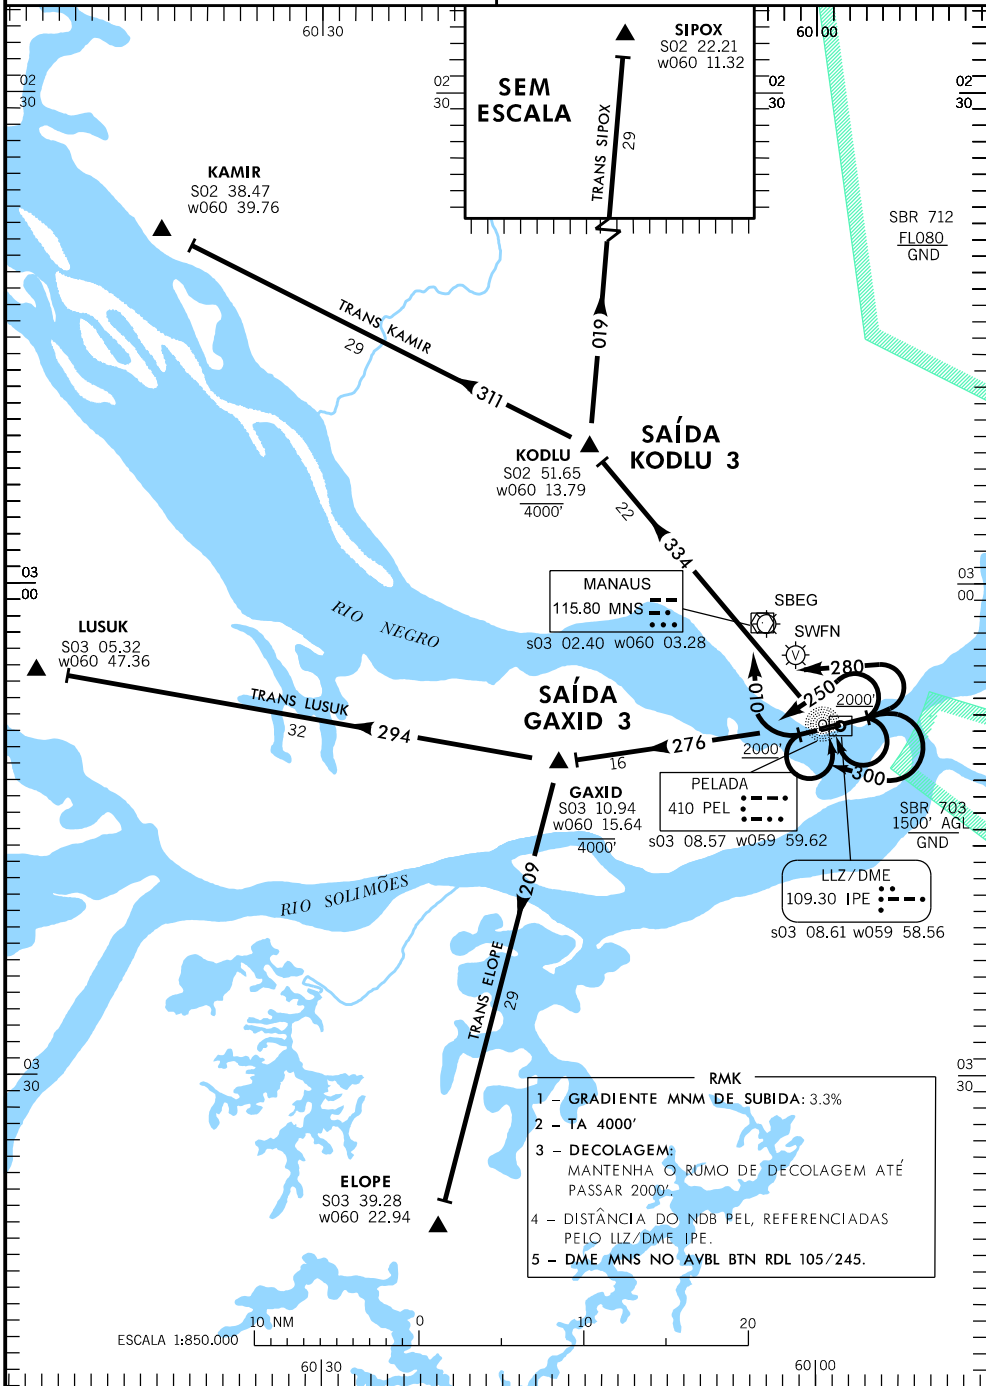 60 30
60 00
SIPOX
S02 22.21
w060 11.32
SEM
ESCALA
TRANS SIPOX
29
02
30
02
30
02
30
02
30
KAMIR
S02 38.47
w060 39.76
SBR 712
FL080
GND
TRANS KAMIR
29
311
019
SAÍDA
KODLU 3
KODLU
S02 51.65
w060 13.79
4000'
22
334
03
00
03
00
MANAUS
115.80 MNS
s03 02.40 w060 03.28
SBEG
SWFN
V
RIO NEGRO
LUSUK
S03 05.32
w060 47.36
280
250
2000'
010
SAÍDA
GAXID 3
TRANS LUSUK
32
294
276
16
2000'
300
GAXID
S03 10.94
w060 15.64
4000'
PELADA
410 PEL
s03 08.57 w059 59.62
SBR 703
1500' AGL
GND
LLZ/DME
109.30 IPE
s03 08.61 w059 58.56
209
RIO SOLIMÕES
TRANS ELOPE
29
03
30
03
30
RMK
1 – GRADIENTE MNM DE SUBIDA: 3.3%
2 – TA 4000'
3 – DECOLAGEM:
MANTENHA O RUMO DE DECOLAGEM ATÉ
PASSAR 2000'.
4 – DISTÂNCIA DO NDB PEL, REFERENCIADAS
PELO LLZ/DME IPE.
5 – DME MNS NO AVBL BTN RDL 105/245.
ELOPE
S03 39.28
w060 22.94
10 NM 0 10 20
ESCALA 1:850.000
60 30
60 00